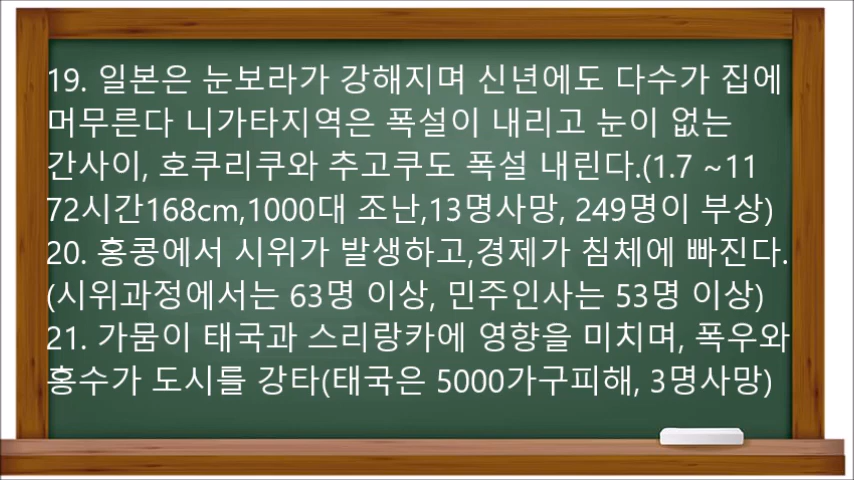 19. 일본은 눈보라가 강해지며 신년에도 다수가 집에
머무른다 니가타지역은 폭설이 내리고 눈이 없는
간사이, 호쿠리쿠와 추고쿠도 폭설 내린다.(1.7 ~11
72시간168cm,1000대 조난,13명사망, 249명이 부상)
20. 홍콩에서 시위가 발생하고,경제가 침체에 빠진다.
(시위과정에서는 63명 이상, 민주인사는 53명 이상)
21. 가뭄이 태국과 스리랑카에 영향을 미치며, 폭우와
홍수가 도시를 강타(태국은 5000가구피해, 3명사망)